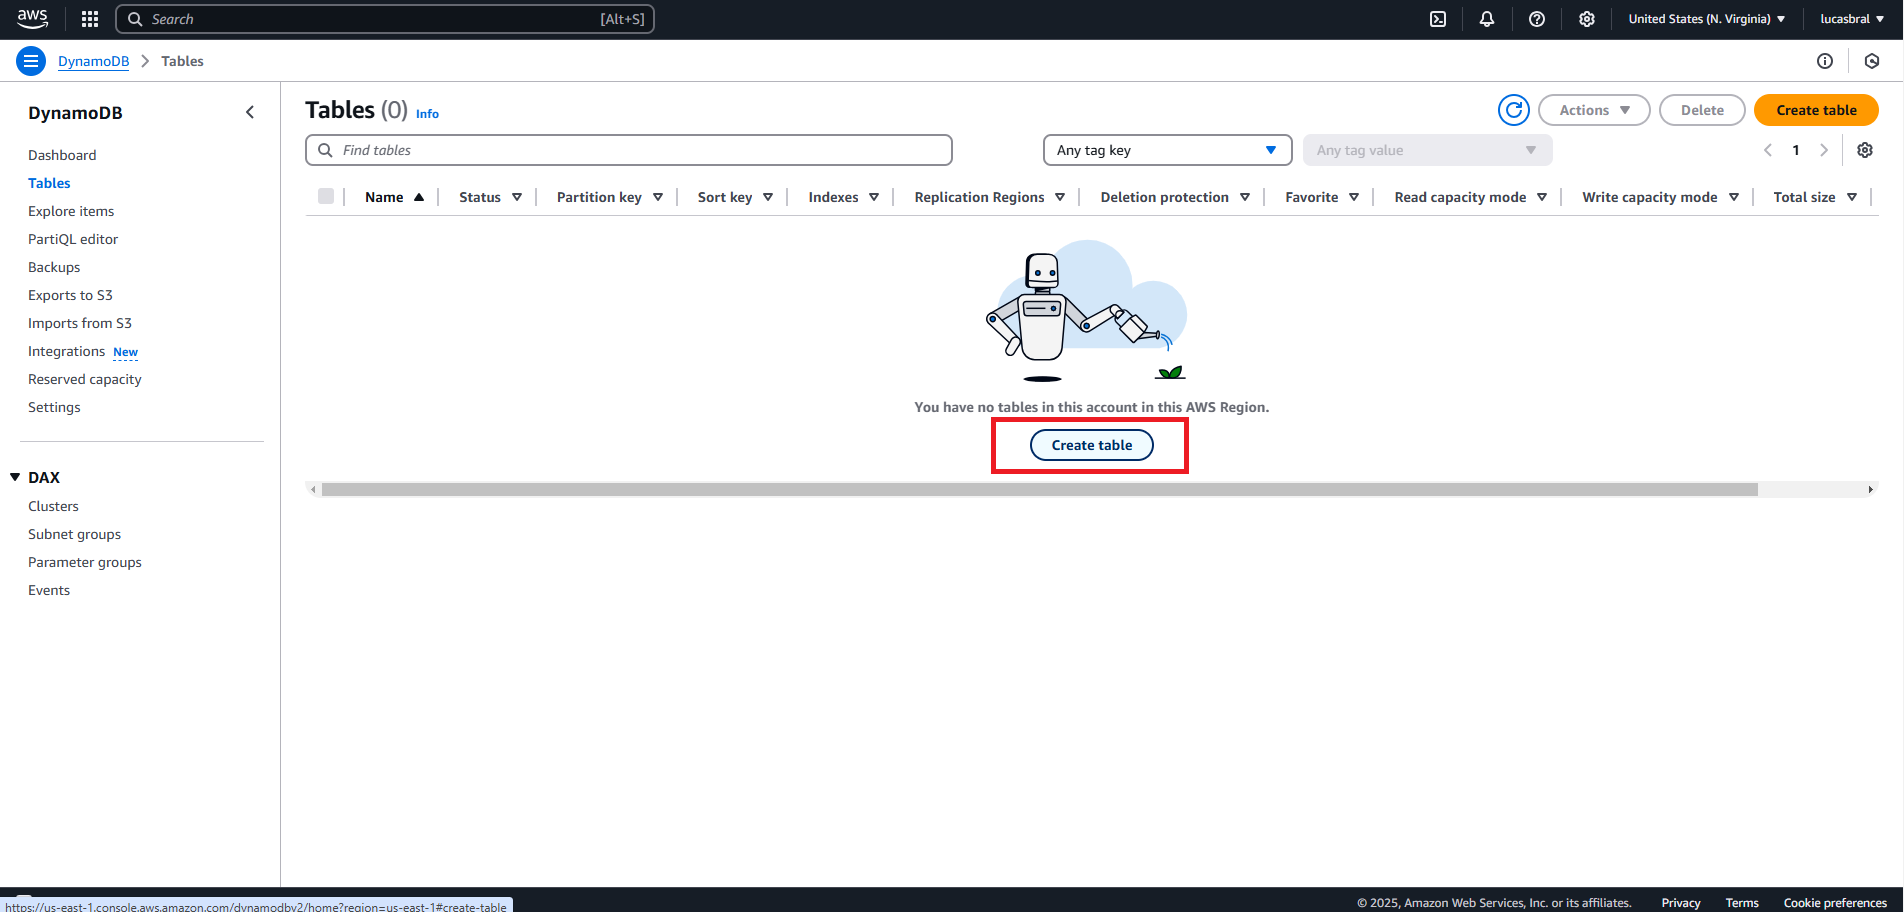 aws
Search [Alt+S]
United States (N. Virginia)
lucasbral
DynamoDB > Tables
DynamoDB
Dashboard
Tables
Explore items
PartiQL editor
Backups
Exports to S3
Imports from S3
Integrations New
Reserved capacity
Settings
DAX
Clusters
Subnet groups
Parameter groups
Events
Tables (0) Info
Actions
Delete
Create table
Find tables
Any tag key
Any tag value
1
Name Status Partition key Sort key Indexes Replication Regions Deletion protection Favorite Read capacity mode Write capacity mode Total size
You have no tables in this account in this AWS Region.
Create table
https://us-east-1.console.aws.amazon.com/dynamodbv2/home?region=us-east-1#create-table
© 2025, Amazon Web Services, Inc. or its affiliates. Privacy Terms Cookie preferences